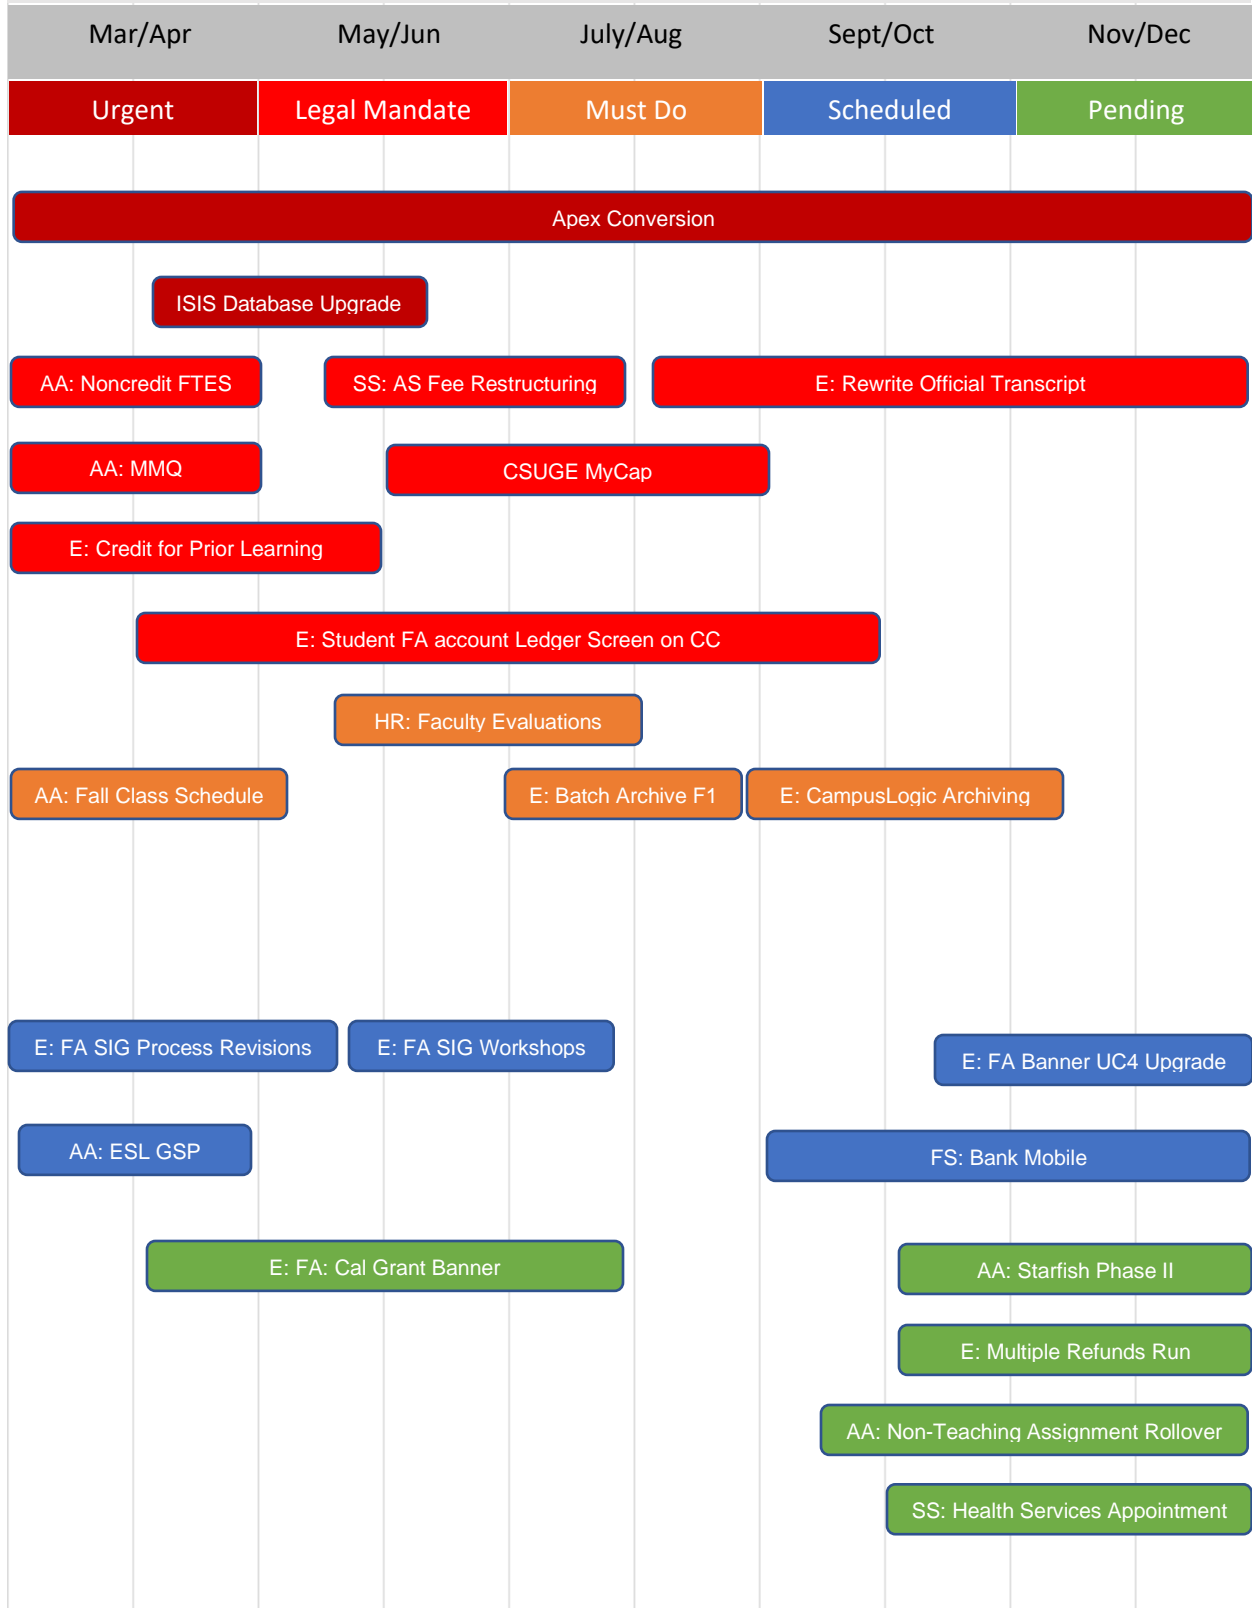 Mar/Apr May/Jun July/Aug Sept/Oct Nov/Dec
Urgent Legal Mandate Must Do Scheduled Pending
Apex Conversion
ISIS Database Upgrade
AA: Noncredit FTES SS: AS Fee Restructuring E: Rewrite Official Transcript
AA: MMQ CSUGE MyCap
E: Credit for Prior Learning
E: Student FA account Ledger Screen on CC
HR: Faculty Evaluations
AA: Fall Class Schedule E: Batch Archive F1 E: CampusLogic Archiving
E: FA SIG Process Revisions E: FA SIG Workshops E: FA Banner UC4 Upgrade
AA: ESL GSP FS: Bank Mobile
E: FA: Cal Grant Banner AA: Starfish Phase II
E: Multiple Refunds Run
AA: Non-Teaching Assignment Rollover
SS: Health Services Appointment